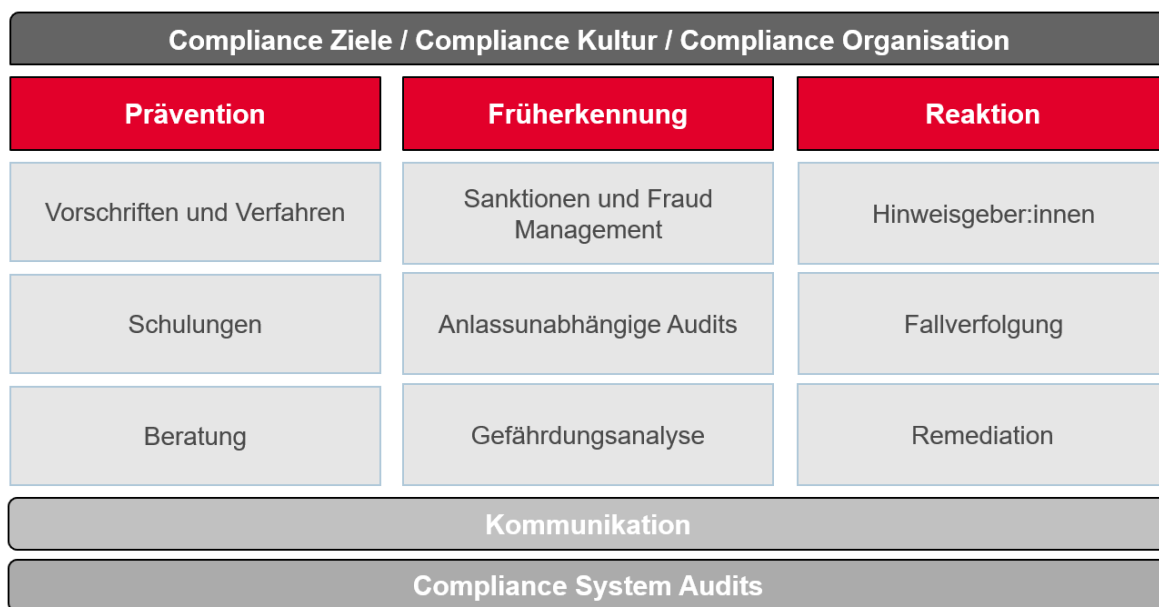 Compliance Ziele / Compliance Kultur / Compliance Organisation
Prävention
Früherkennung
Reaktion
Vorschriften und Verfahren
Sanktionen und Fraud
Management
Hinweisgeber:innen
Schulungen
Anlassunabhängige Audits
Fallverfolgung
Beratung
Gefährdungsanalyse
Remediation
Kommunikation
Compliance System Audits